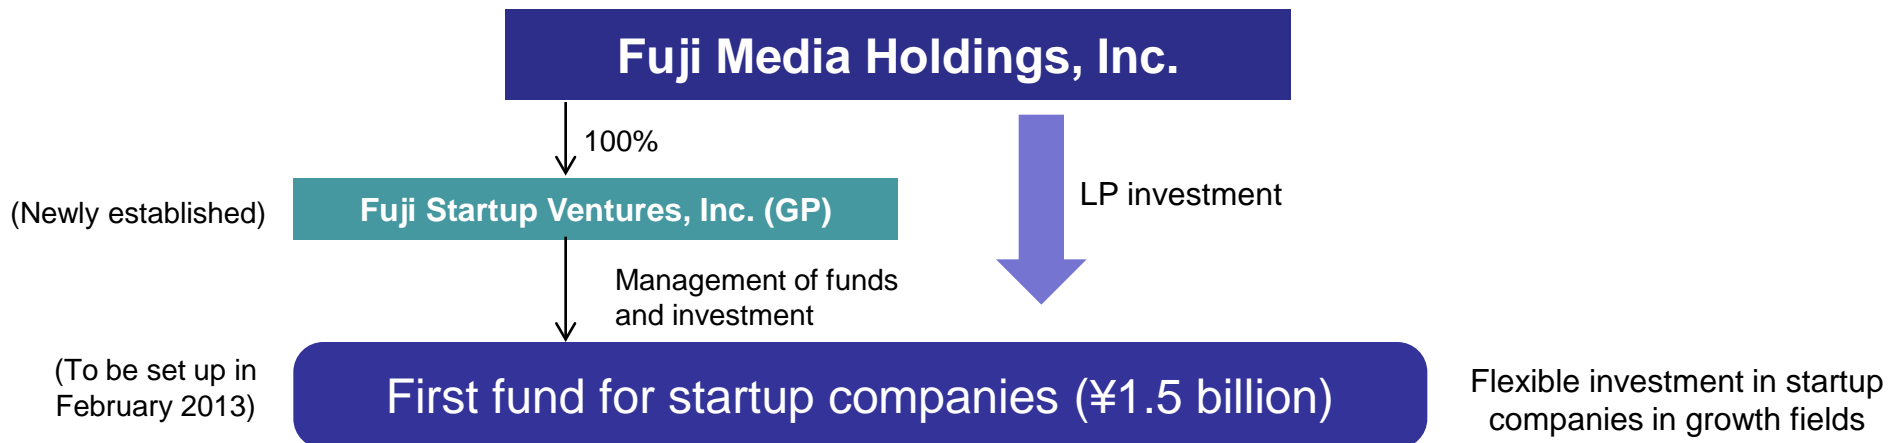 Fuji Media Holdings, Inc.
100%
LP investment
(Newly established)
Fuji Startup Ventures, Inc. (GP)
Management of funds
and investment
(To be set up in
February 2013)
First fund for startup companies (¥1.5 billion)
Flexible investment in startup
companies in growth fields